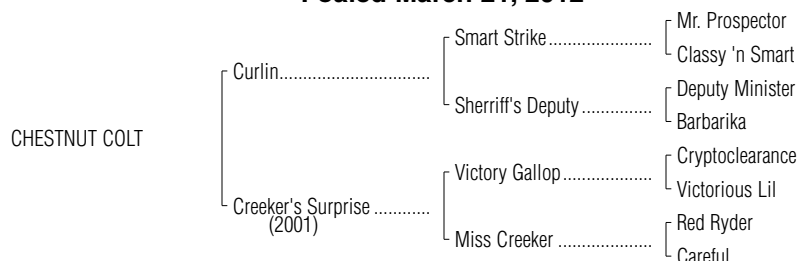 Foaled March 21, 2012
Mr. Prospector
Smart Strike....................
Classy 'n Smart
Curlin..............................
Deputy Minister
Sherriff's Deputy.............
Barbarika
CHESTNUT COLT
Cryptoclearance
Victory Gallop.................
Victorious Lil
Creeker's Surprise ...........
Red Ryder
(2001)
Miss Creeker ..................
Careful